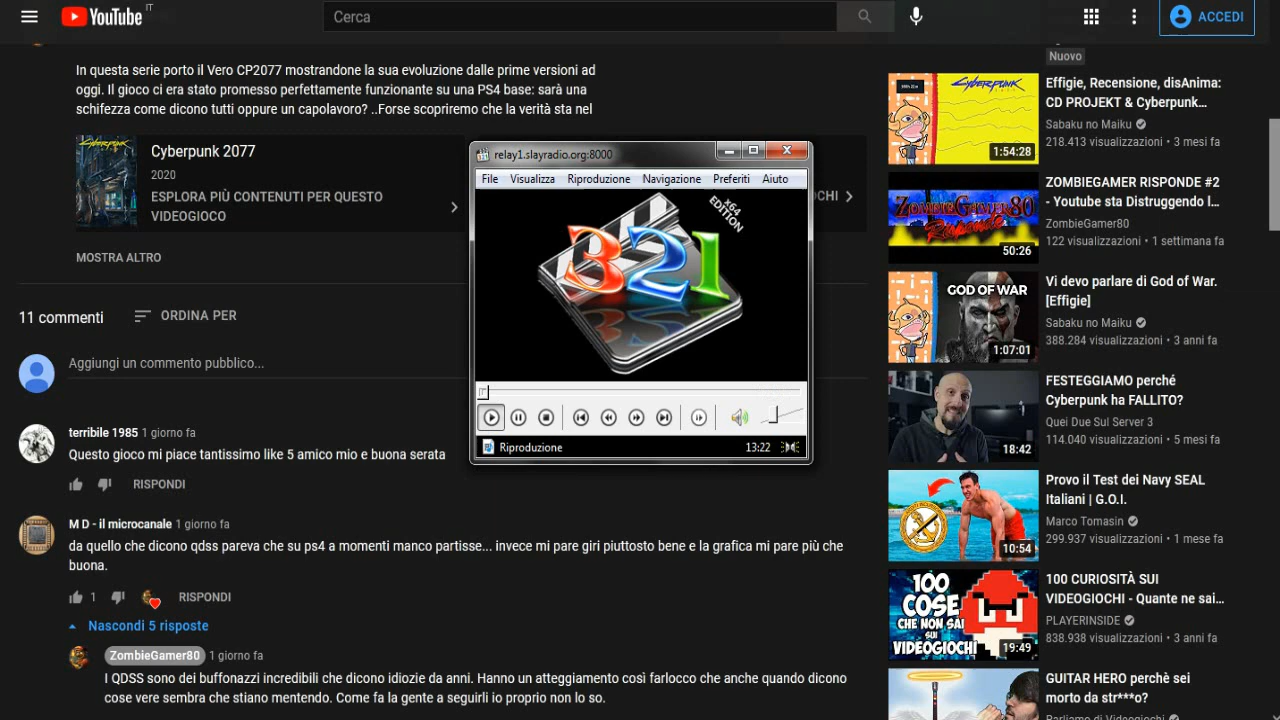 YouTube IT
Cerca
ACCEDI
In questa serie porto il Vero CP2077 mostrandone la sua evoluzione dalle prime versioni ad
oggi. Il gioco ci era stato promesso perfettamente funzionante su una PS4 base: sarà una
schifezza come dicono tutti oppure un capolavoro? ..Forse scopriremo che la verità sta nel
Cyberpunk 2077
2020
ESPLORA PIÙ CONTENUTI PER QUESTO
VIDEOGIOCO
OCHI
MOSTRA ALTRO
11 commenti
ORDINA PER
Aggiungi un commento pubblico...
terribile 1985 1 giorno fa
Questo gioco mi piace tantissimo like 5 amico mio e buona serata
RISPONDI
M D - il microcanale 1 giorno fa
da quello che dicono qdss pareva che su ps4 a momenti manco partisse... invece mi pare giri piuttosto bene e la grafica mi pare più che
buona.
1
RISPONDI
Nascondi 5 risposte
ZombieGamer80 1 giorno fa
I QDSS sono dei buffonazzi incredibili che dicono idiozie da anni. Hanno un atteggiamento così farlocco che anche quando dicono
cose vere sembra che stiano mentendo. Come fa la gente a seguirli io proprio non lo so.
relay1.slayradio.org:8000
File Visualizza Riproduzione Navigazione Preferiti Aiuto
x64
EDITION
321
Riproduzione
13:22
Nuovo
CYBERPUNK
1:54:28
Effigie, Recensione, disAnima:
CD PROJEKT & Cyberpunk...
Sabaku no Maiku
218.413 visualizzazioni • 3 mesi fa
ZOMBIEGAMER80
Risponde
50:26
ZOMBIEGAMER RISPONDE #2
- Youtube sta Distruggendo l...
ZombieGamer80
122 visualizzazioni • 1 settimana fa
GOD OF WAR
1:07:01
Vi devo parlare di God of War.
[Effigie]
Sabaku no Maiku
388.284 visualizzazioni • 3 anni fa
18:42
FESTEGGIAMO perché
Cyberpunk ha FALLITO?
Quei Due Sul Server 3
114.040 visualizzazioni • 5 mesi fa
10:54
Provo il Test dei Navy SEAL
Italiani | G.O.I.
Marco Tomasin
299.937 visualizzazioni • 1 mese fa
100
COSE
CHE NON SAI
SUI
VIDEOGIOCHI
19:49
100 CURIOSITÀ SUI
VIDEOGIOCHI - Quante ne sai...
PLAYERINSIDE
838.938 visualizzazioni • 3 anni fa
GUITAR HERO perchè sei
morto da str***o?
Parliamo di Videogiochi